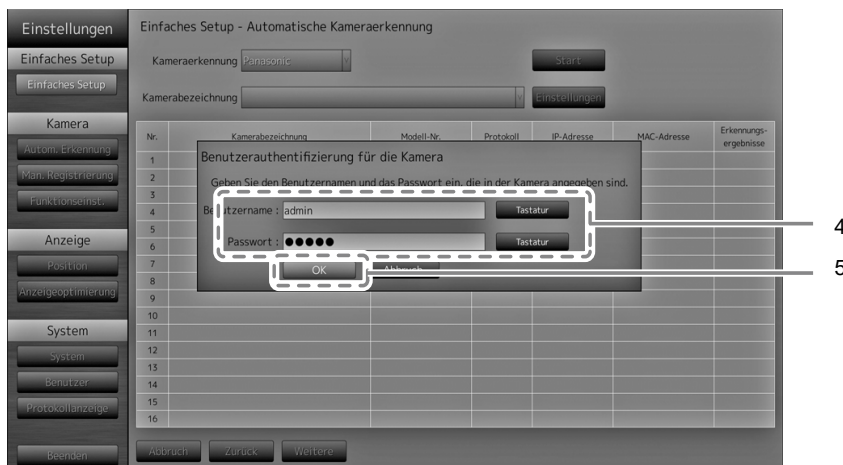 Einstellungen
Einfaches Setup
Einfaches Setup
Kamera
Autom. Erkennung
Man. Registrierung
Funktionseinst.
Anzeige
Position
Anzeigeoptimierung
System
System
Benutzer
Protokollanzeige
Beenden
Einfaches Setup - Automatische Kameraerkennung
Kameraerkennung Panasonic Start
Kamerabezeichnung Einstellungen
Nr. Kamerabezeichnung Modell-Nr. Protokoll IP-Adresse MAC-Adresse Erkennungs-
ergebnisse
1
2
3
4
5
6
7
8
9
10
11
12
13
14
15
16
Benutzerauthentifizierung für die Kamera
Geben Sie den Benutzernamen und das Passwort ein, die in der Kamera angegeben sind.
Benutzername : admin Tastatur
Passwort : ●●●●● Tastatur
OK Abbruch
4
5
Abbruch Zurück Weitere